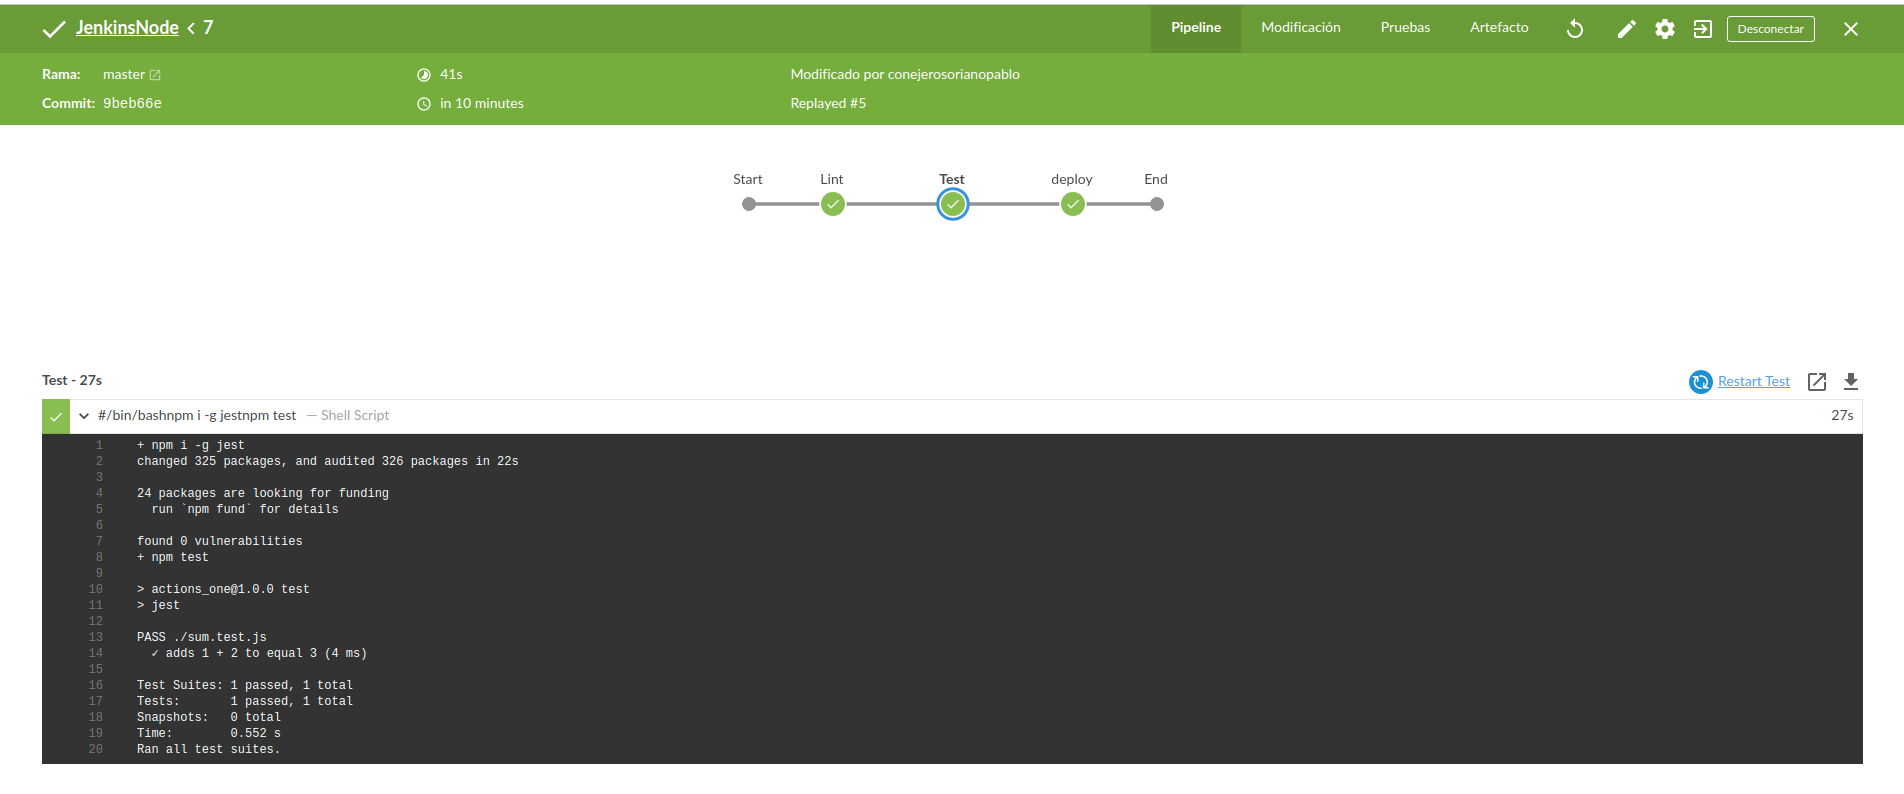 JenkinsNode < 7
Pipeline Modificación Pruebas Artefacto Desconectar
Rama: master 41s Modificado por conejerosorianopablo
Commit: 9beb66e in 10 minutes Replayed #5
Start Lint Test deploy End
Test - 27s Restart Test
#/bin/bashnpm i -g jestnpm test — Shell Script 27s
1 + npm i -g jest
2 changed 325 packages, and audited 326 packages in 22s
3
4 24 packages are looking for funding
5 run `npm fund` for details
6
7 found 0 vulnerabilities
8 + npm test
9
10 > actions_one@1.0.0 test
11 > jest
12
13 PASS ./sum.test.js
14 ✓ adds 1 + 2 to equal 3 (4 ms)
15
16 Test Suites: 1 passed, 1 total
17 Tests: 1 passed, 1 total
18 Snapshots: 0 total
19 Time: 0.552 s
20 Ran all test suites.